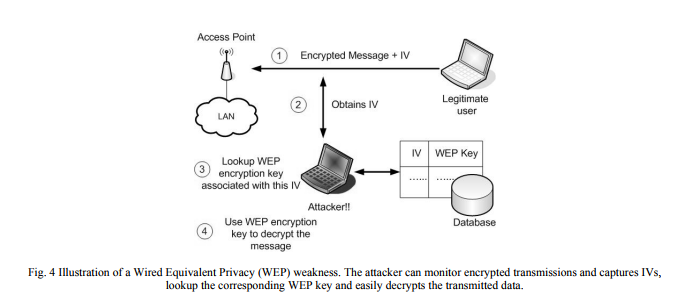 Access Point
1 Encrypted Message + IV
LAN
2 Obtains IV
Legitimate
user
IV WEP Key
...... ......
3 Lookup WEP
encryption key
associated with this IV
Attacker!!
Database
4 Use WEP encryption
key to decrypt the
message
Fig. 4 Illustration of a Wired Equivalent Privacy (WEP) weakness. The attacker can monitor encrypted transmissions and captures IVs,
lookup the corresponding WEP key and easily decrypts the transmitted data.